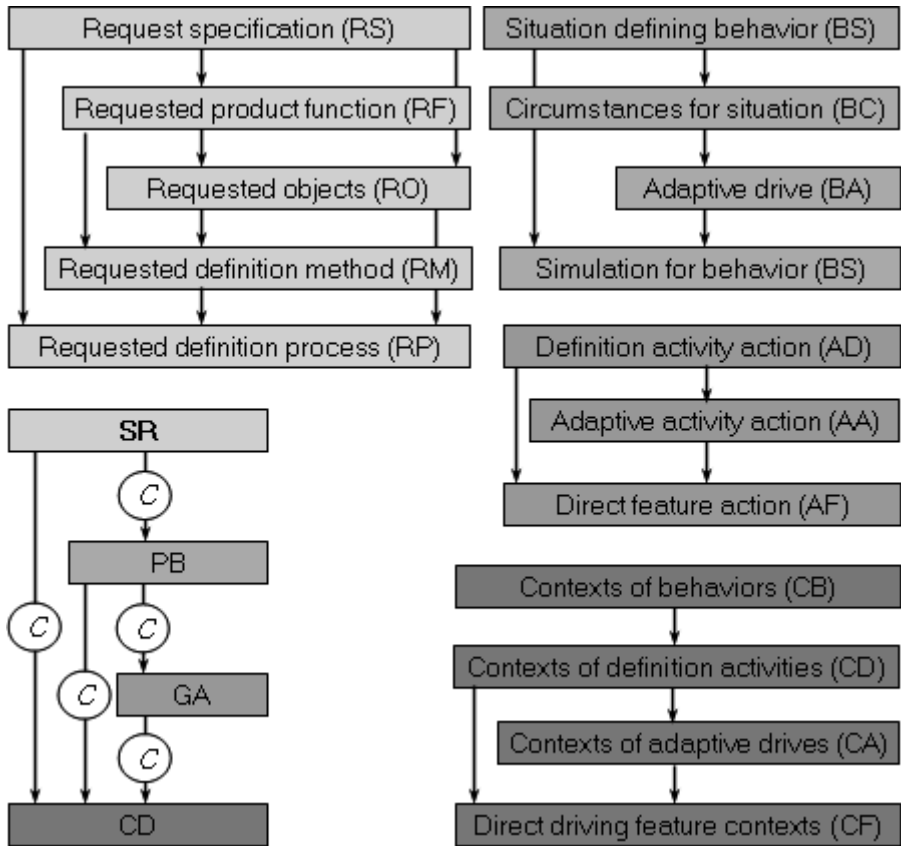 Request specification (RS)
Requested product function (RF)
Requested objects (RO)
Requested definition method (RM)
Requested definition process (RP)
Situation defining behavior (BS)
Circumstances for situation (BC)
Adaptive drive (BA)
Simulation for behavior (BS)
Definition activity action (AD)
Adaptive activity action (AA)
Direct feature action (AF)
SR
C
PB
C
C
C
GA
C
CD
Contexts of behaviors (CB)
Contexts of definition activities (CD)
Contexts of adaptive drives (CA)
Direct driving feature contexts (CF)